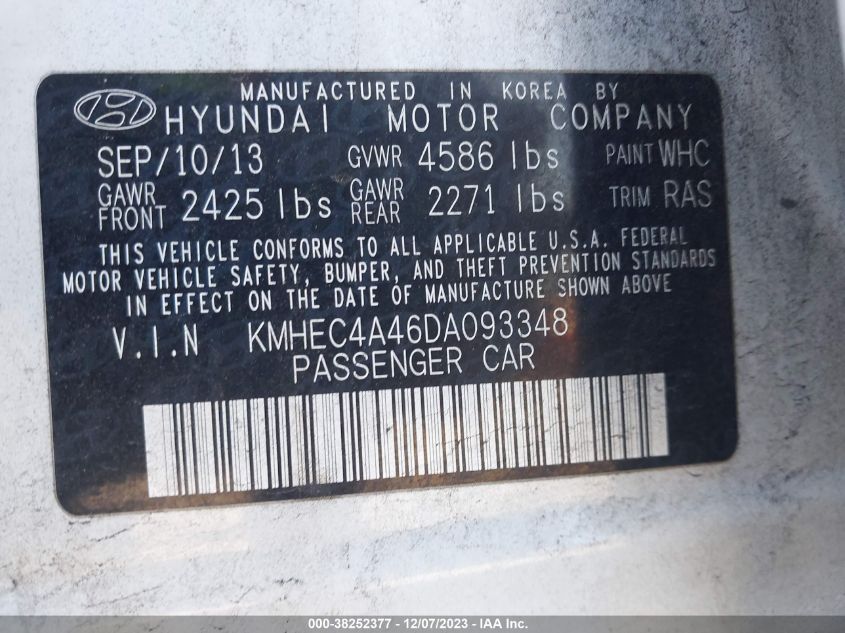 MANUFACTURED IN KOREA BY
HYUNDAI MOTOR COMPANY
SEP/10/13 GVWR 4586 lbs PAINT WHC
GAWR FRONT 2425 lbs GAWR REAR 2271 lbs TRIM RAS
THIS VEHICLE CONFORMS TO ALL APPLICABLE U.S.A. FEDERAL
MOTOR VEHICLE SAFETY, BUMPER, AND THEFT PREVENTION STANDARDS
IN EFFECT ON THE DATE OF MANUFACTURE SHOWN ABOVE.
V.I.N KMHEC4A46DA093348
PASSENGER CAR
000-38252377 - 12/07/2023 - IAA Inc.